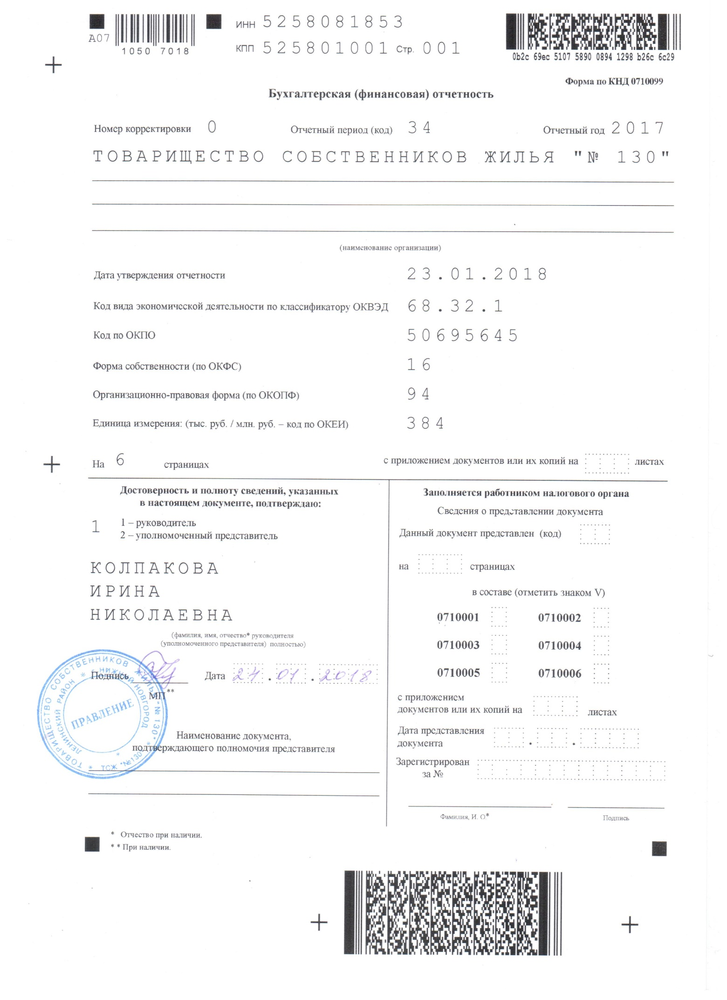 ИНН 5258081853
A07
1050 7018
КПП 525801001 Стр. 001
0b2c 69ec 5107 5890 0894 1298 b26c 6c29
Форма по КНД 0710099
Бухгалтерская (финансовая) отчетность
Номер корректировки 0 Отчетный период (код) 34 Отчетный год 2017
ТОВАРИЩЕСТВО СОБСТВЕННИКОВ ЖИЛЬЯ "№ 130"
(наименование организации)
Дата утверждения отчетности 23.01.2018
Код вида экономической деятельности по классификатору ОКВЭД 68.32.1
Код по ОКПО 50695645
Форма собственности (по ОКФС) 16
Организационно-правовая форма (по ОКОПФ) 94
Единица измерения: (тыс. руб. / млн. руб. – код по ОКЕИ) 384
На 6 страницах с приложением документов или их копий на листах
Достоверность и полноту сведений, указанных
в настоящем документе, подтверждаю:
1 1 – руководитель
2 – уполномоченный представитель
КОЛПАКОВА
ИРИНА
НИКОЛАЕВНА
(фамилия, имя, отчество* руководителя
(уполномоченного представителя) полностью)
Подпись Дата 24.01.2018
МП**
ТОВАРИЩЕСТВО СОБСТВЕННИКОВ ЖИЛЬЯ "№ 130" *
ЛЕНИНСКИЙ РАЙОН * г. НИЖНИЙ НОВГОРОД
* ТСЖ "№130" *
ПРАВЛЕНИЕ
Наименование документа,
подтверждающего полномочия представителя
Заполняется работником налогового органа
Сведения о представлении документа
Данный документ представлен (код)
на страницах
в составе (отметить знаком V)
0710001 0710002
0710003 0710004
0710005 0710006
с приложением
документов или их копий на листах
Дата представления
документа . .
Зарегистрирован
за №
Фамилия, И. О.* Подпись
* Отчество при наличии.
* * При наличии.